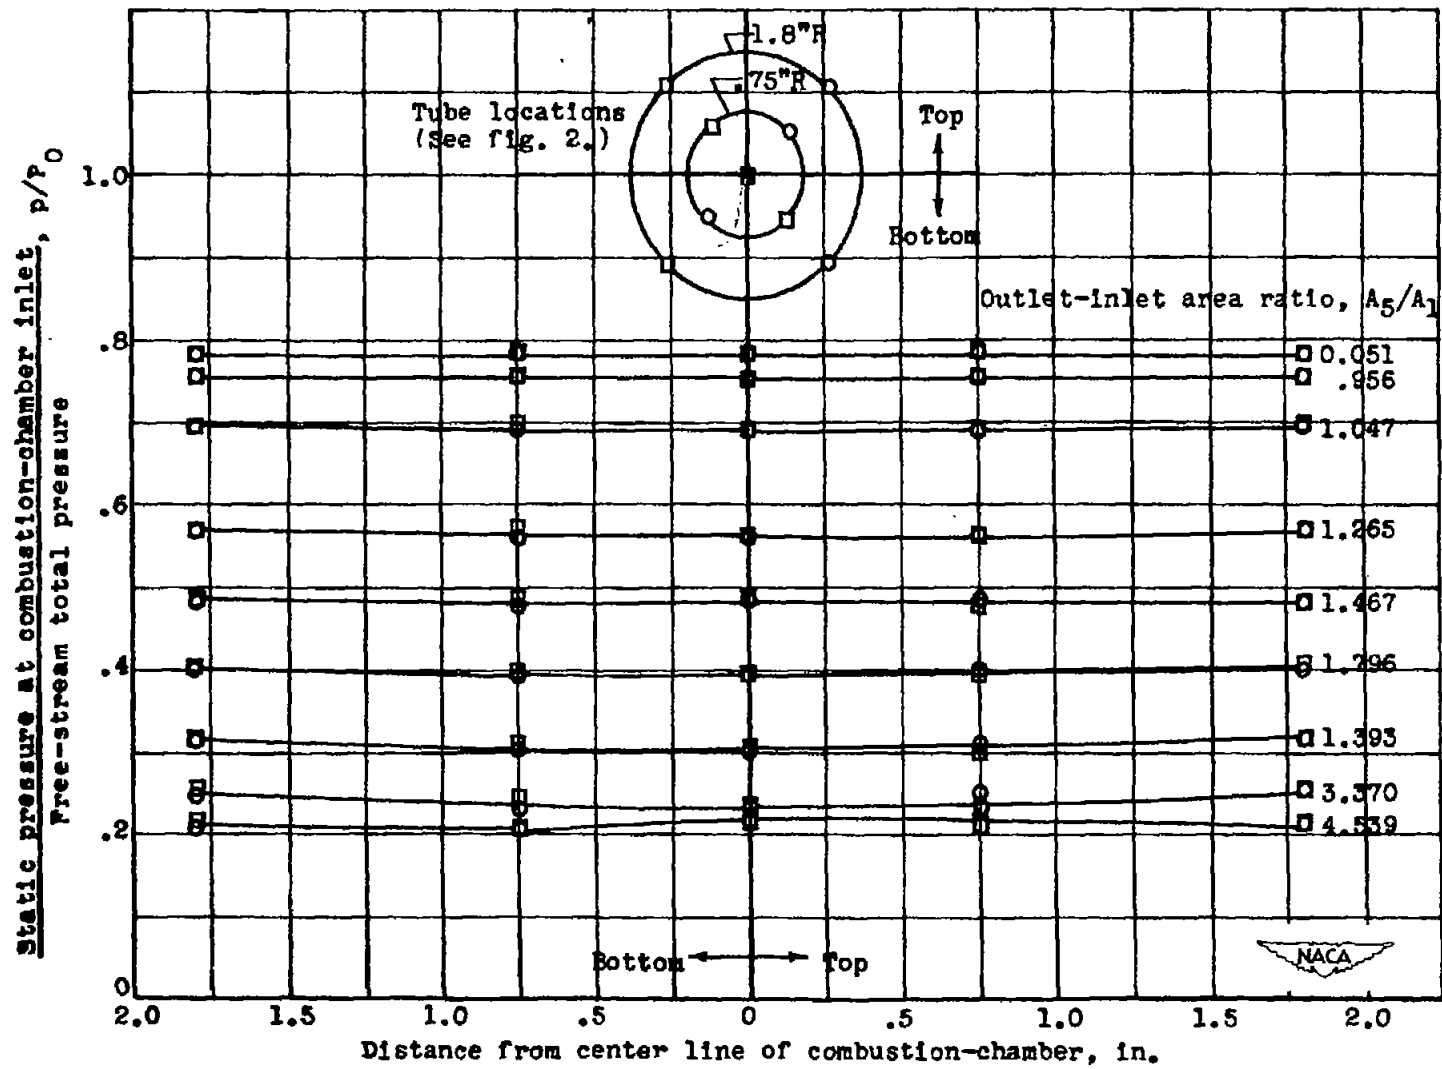 1.8"R
.75"R
Tube locations
(See fig. 2.)
Top
Bottom
Static pressure at combustion-chamber inlet, p/P0
Free-stream total pressure
1.0
.8
.6
.4
.2
0
Outlet-inlet area ratio, A5/A1
0.051
.956
1.047
1.265
1.467
1.796
1.393
3.370
4.539
Bottom Top
NACA
2.0 1.5 1.0 .5 0 .5 1.0 1.5 2.0
Distance from center line of combustion-chamber, in.